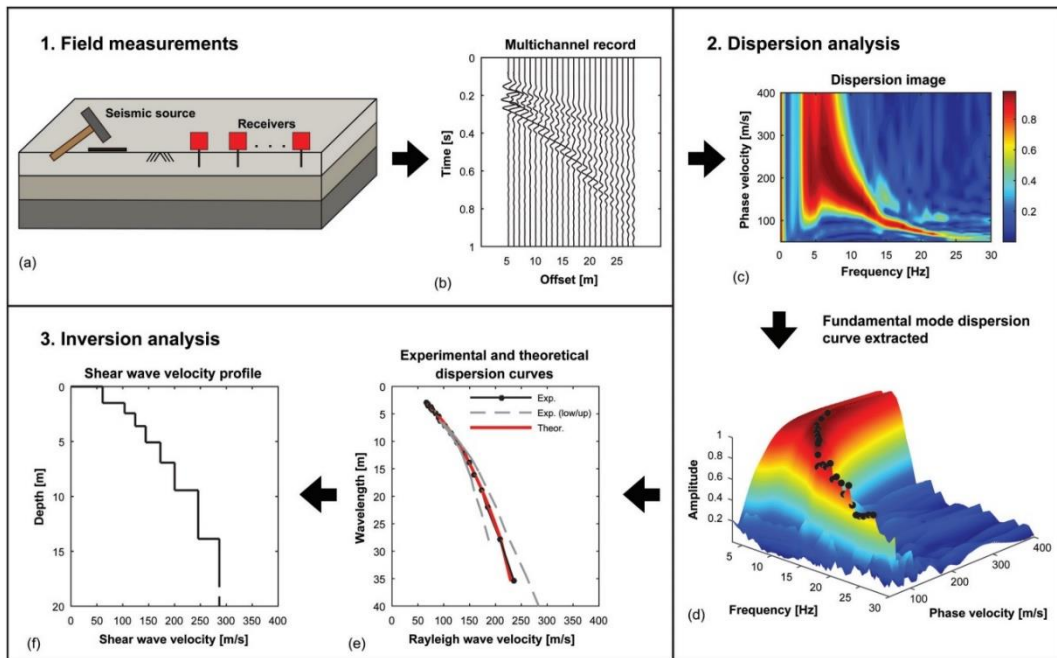 1. Field measurements
Seismic source
Receivers
. . .
(a)
Multichannel record
0
0.2
0.4
0.6
0.8
1
Time [s]
5 10 15 20 25
Offset [m]
(b)
2. Dispersion analysis
Dispersion image
400
300
200
100
Phase velocity [m/s]
0 5 10 15 20 25 30
Frequency [Hz]
0.8
0.6
0.4
0.2
(c)
Fundamental mode dispersion
curve extracted
1
0.8
0.6
0.4
0.2
Amplitude
5 10 15 20 25 30
Frequency [Hz]
100 200 300 400
Phase velocity [m/s]
(d)
3. Inversion analysis
Shear wave velocity profile
0
5
10
15
20
Depth [m]
0 50 100 150 200 250 300 350 400
Shear wave velocity [m/s]
(f)
Experimental and theoretical
dispersion curves
Exp.
Exp. (low/up)
Theor.
0
5
10
15
20
25
30
35
40
Wavelength [m]
0 50 100 150 200 250 300 350 400
Rayleigh wave velocity [m/s]
(e)